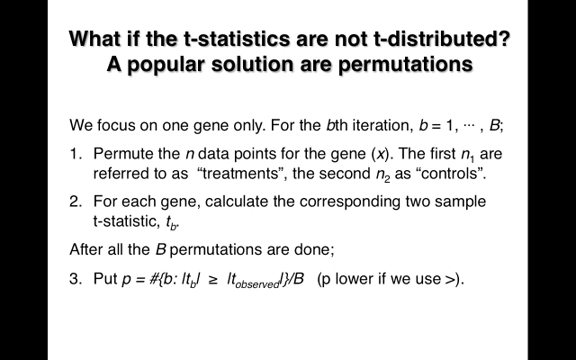 What if the t-statistics are not t-distributed?
A popular solution are permutations
We focus on one gene only. For the bth iteration, b = 1, ··· , B;
1. Permute the n data points for the gene (x). The first n1 are
referred to as “treatments”, the second n2 as “controls”.
2. For each gene, calculate the corresponding two sample
t-statistic, tb.
After all the B permutations are done;
3. Put p = #{b: |tb| ≥ |tobserved|}/B (p lower if we use >).